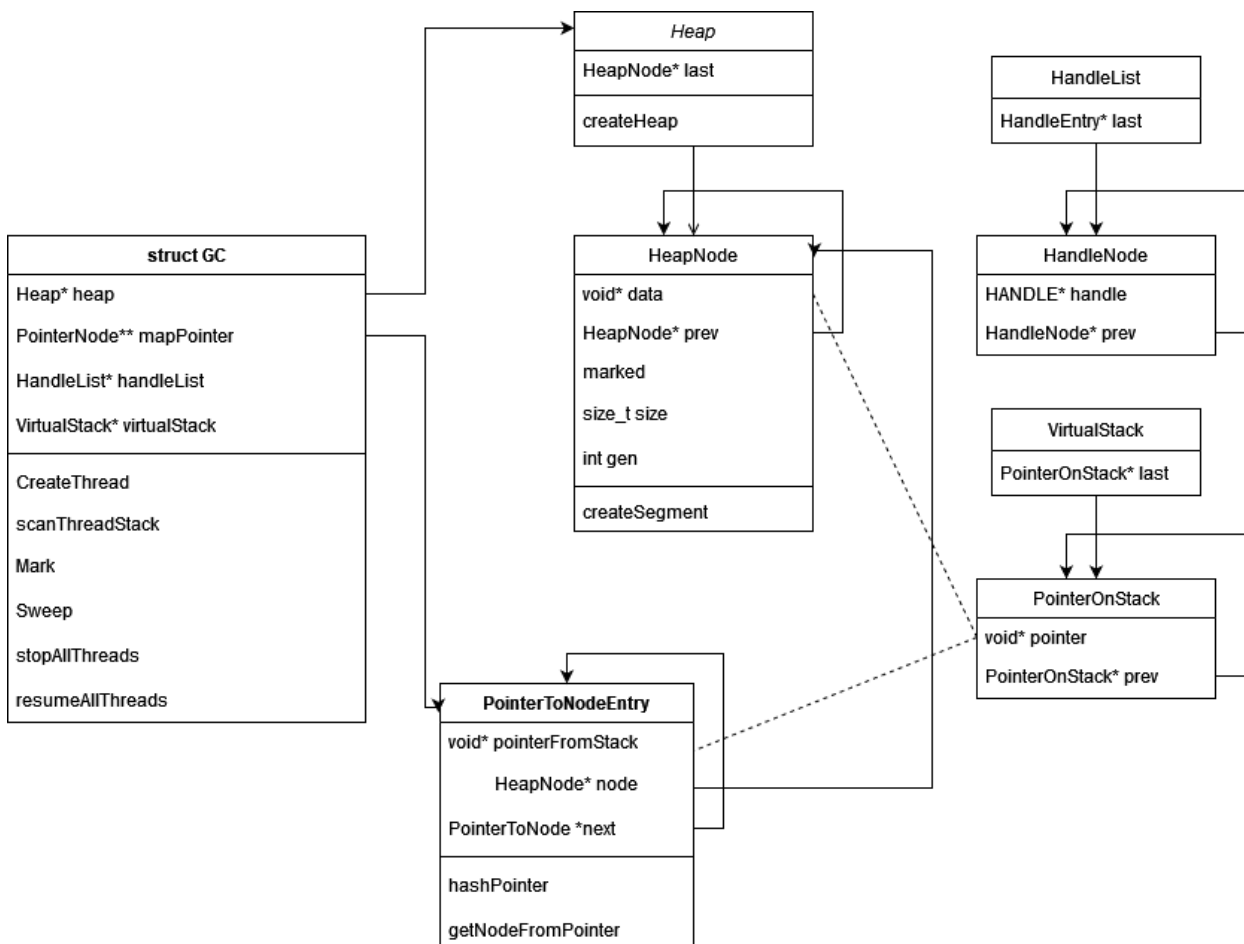 Heap
HeapNode* last
createHeap
HandleList
HandleEntry* last
struct GC
Heap* heap
PointerNode** mapPointer
HandleList* handleList
VirtualStack* virtualStack
CreateThread
scanThreadStack
Mark
Sweep
stopAllThreads
resumeAllThreads
HeapNode
void* data
HeapNode* prev
marked
size_t size
int gen
createSegment
HandleNode
HANDLE* handle
HandleNode* prev
VirtualStack
PointerOnStack* last
PointerOnStack
void* pointer
PointerOnStack* prev
PointerToNodeEntry
void* pointerFromStack
HeapNode* node
PointerToNode *next
hashPointer
getNodeFromPointer